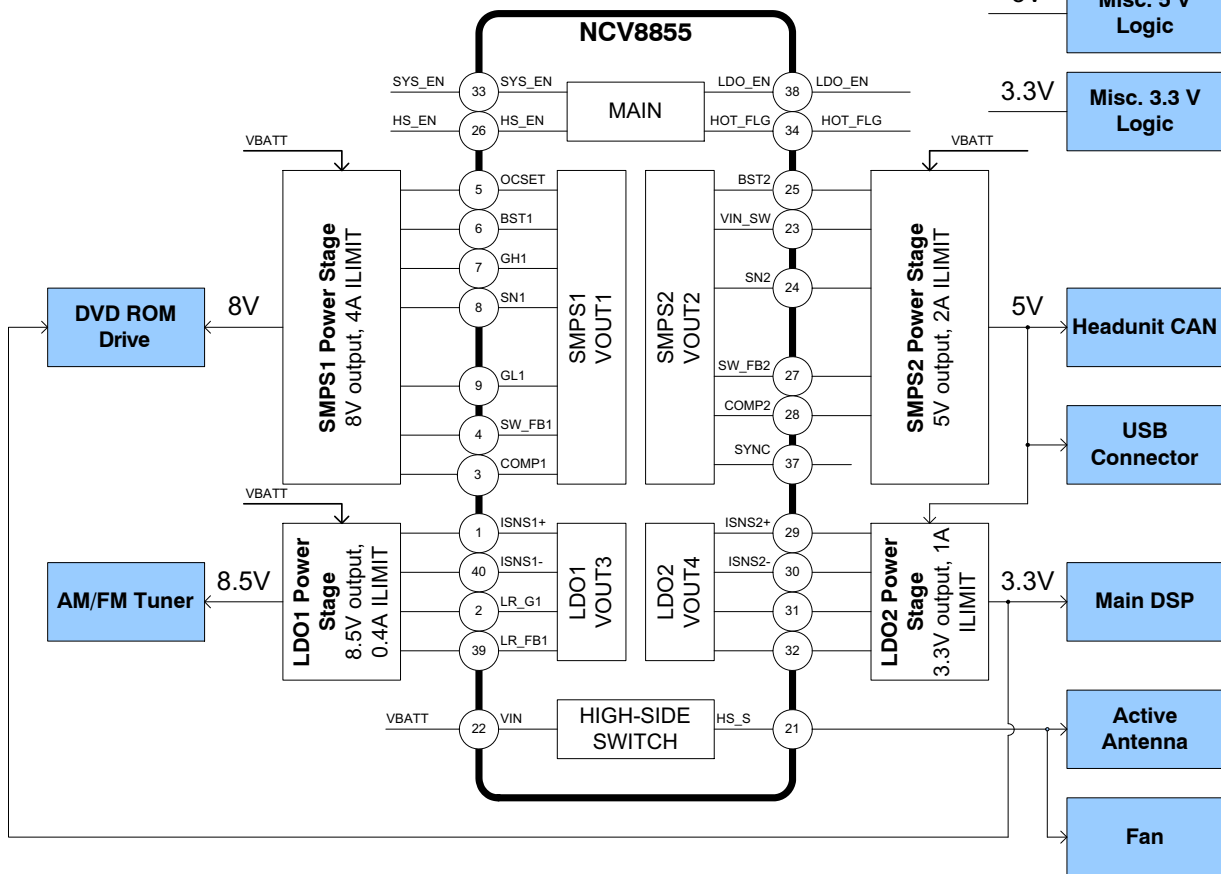 NCV8855
Misc. 5 V
Logic
3.3V
Misc. 3.3 V
Logic
SYS_EN
33
SYS_EN
MAIN
LDO_EN
38
LDO_EN
HS_EN
26
HS_EN
HOT_FLG
34
HOT_FLG
VBATT
VBATT
SMPS1 Power Stage
8V output, 4A ILIMIT
5
OCSET
6
BST1
7
GH1
8
SN1
9
GL1
4
SW_FB1
3
COMP1
SMPS1
VOUT1
SMPS2
VOUT2
BST2
25
VIN_SW
23
SN2
24
SW_FB2
27
COMP2
28
SYNC
37
SMPS2 Power Stage
5V output, 2A ILIMIT
DVD ROM
Drive
8V
5V
Headunit CAN
USB
Connector
VBATT
LDO1 Power
Stage
8.5V output,
0.4A ILIMIT
1
ISNS1+
40
ISNS1-
2
LR_G1
39
LR_FB1
LDO1
VOUT3
LDO2
VOUT4
ISNS2+
29
ISNS2-
30
31
32
LDO2 Power
Stage
3.3V output, 1A
ILIMIT
AM/FM Tuner
8.5V
3.3V
Main DSP
VBATT
22
VIN
HIGH-SIDE
SWITCH
HS_S
21
Active
Antenna
Fan